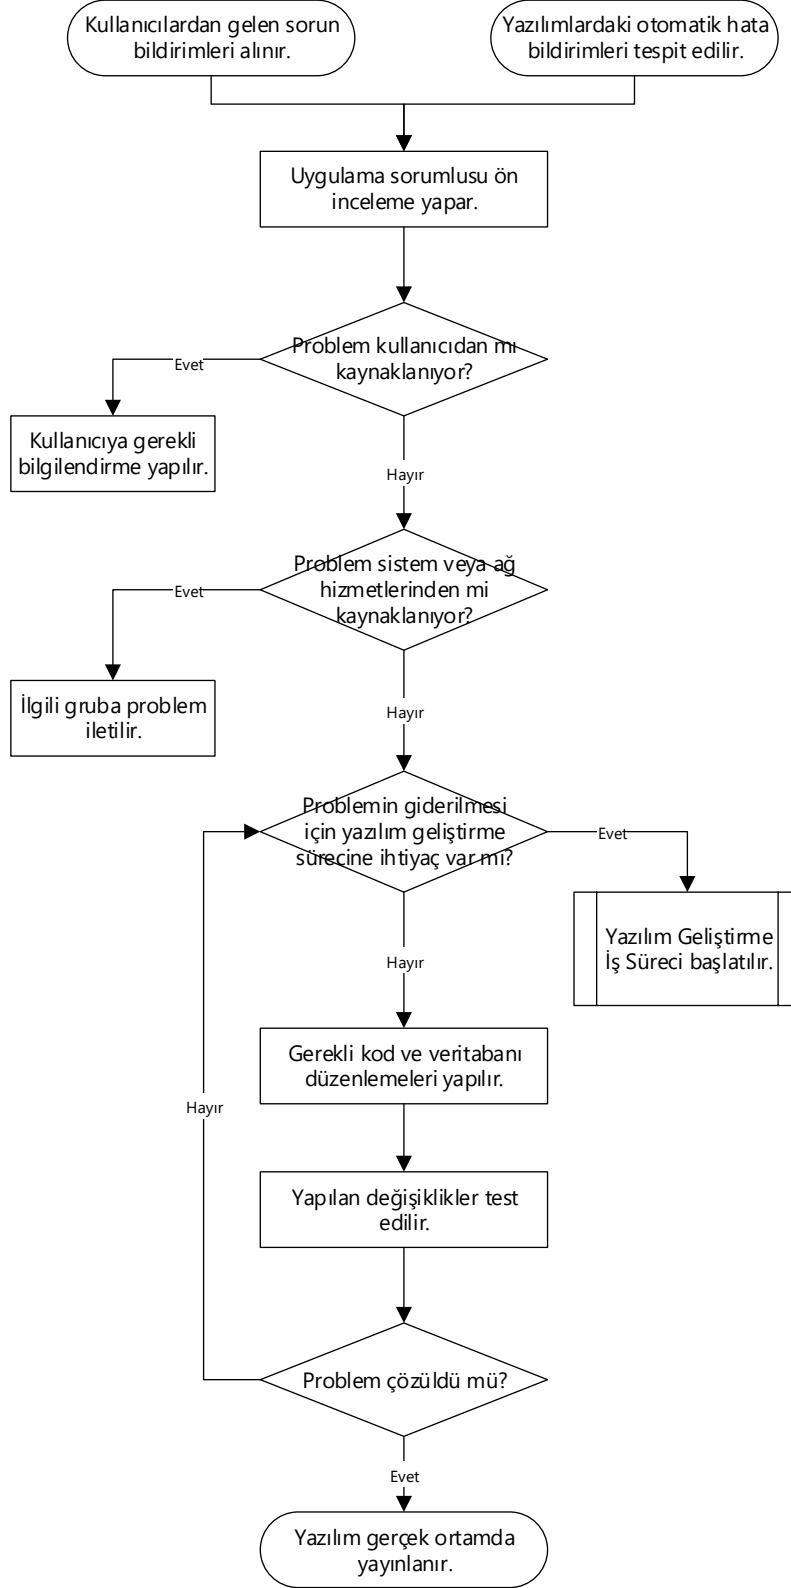 Kullanıcılardan gelen sorun
bildirimleri alınır.
Yazılımlardaki otomatik hata
bildirimleri tespit edilir.
Uygulama sorumlusu ön
inceleme yapar.
Problem kullanıcıdan mı
kaynaklanıyor?
Evet
Kullanıcıya gerekli
bilgilendirme yapılır.
Hayır
Problem sistem veya ağ
hizmetlerinden mi
kaynaklanıyor?
Evet
İlgili gruba problem
iletilir.
Hayır
Problemin giderilmesi
için yazılım geliştirme
sürecine ihtiyaç var mı?
Evet
Yazılım Geliştirme
İş Süreci başlatılır.
Hayır
Gerekli kod ve veritabanı
düzenlemeleri yapılır.
Hayır
Yapılan değişiklikler test
edilir.
Problem çözüldü mü?
Evet
Yazılım gerçek ortamda
yayınlanır.